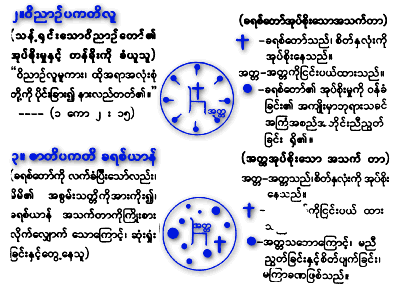 ၂။ဝိညာဉ်ပကတိလူ
(သန့်ရှင်းသောဝိညာဉ်တော်၏
အုပ်စိုးမှုနှင့် တန်ခိုးကို ခံယူသူ)
“ဝိညာဉ်လူမူကား၊ ထိုအရာအလုံးစုံ
တို့ကို ပိုင်းခြား၍ နားလည်တတ်၏။”
---- (၁ ကော ၂ း ၁၅)
အတ္တ
(ခရစ်တော်အုပ်စိုးသောအသက်တာ)
-ခရစ်တော်သည်၊ စိတ်နှလုံးကို
အုပ်စိုးနေသည်။
အတ္တ-အတ္တကိုငြင်းပယ်ထားသည်။
-ခရစ်တော်၏ အုပ်စိုးမှုကို ဝန်ခံ
ခြင်း၏ အကျိုးမှာဘုရားသခင်
အကြံအစည်နှင့် ညီညွတ်
ခြင်း ရှိ၏။
၃။ ဇာတိပကတိ ခရစ်ယာန်
(ခရစ်တော်ကို လက်ခံပြီးသော်လည်း၊
မိမိ၏ အစွမ်းသတ္တိကိုအားကိုး၍၊
ခရစ်ယာန် အသက်တာကိုကြိုးစား
လိုက်လျှောက် သောကြောင့်၊ ဆုံးရှုံး
ခြင်းနှင့်တွေ့နေသူ)
အတ္တ
(အတ္တအုပ်စိုးသော အသက် တာ)
အတ္တ-အတ္တသည်၊စိတ်နှလုံးကို အုပ်စိုး
နေသည်။
- ကိုငြင်းပယ် ထား
-အတ္တသဘောကြောင့်၊ မညီ
ညွတ်ခြင်းနှင့်စိတ်ပျက်ခြင်း၊
မကြာခဏဖြစ်သည်။